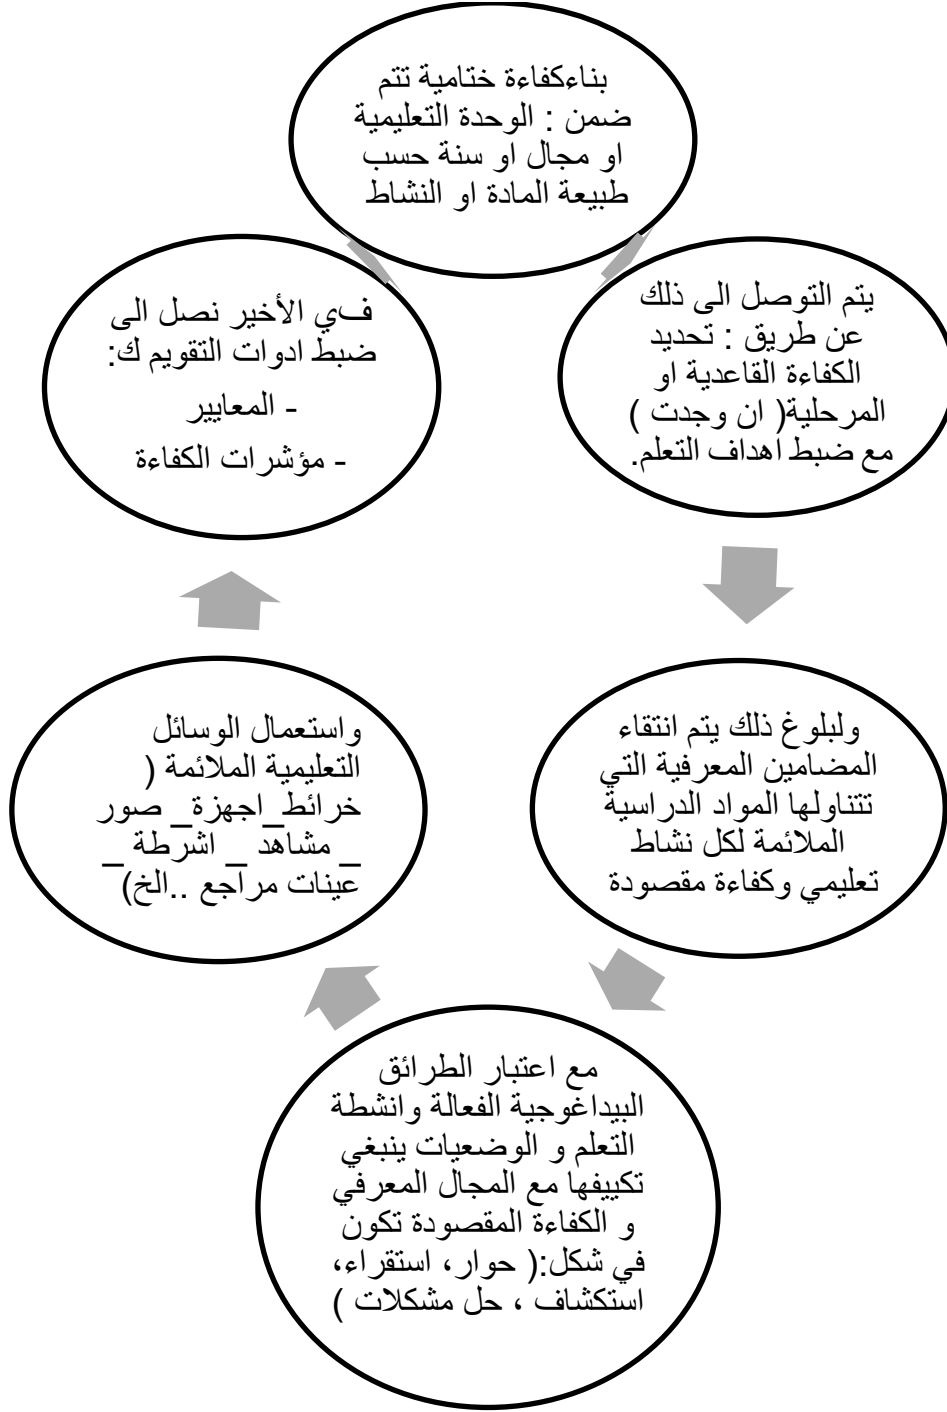 بناءكفاءة ختامية تتم
ضمن : الوحدة التعليمية
او مجال او سنة حسب
طبيعة المادة او النشاط
يتم التوصل الى ذلك
عن طريق : تحديد
الكفاءة القاعدية او
المرحلية( ان وجدت )
مع ضبط اهداف التعلم.
ولبلوغ ذلك يتم انتقاء
المضامين المعرفية التي
تتناولها المواد الدراسية
الملائمة لكل نشاط
تعليمي وكفاءة مقصودة
مع اعتبار الطرائق
البيداغوجية الفعالة وانشطة
التعلم و الوضعيات ينبغي
تكييفها مع المجال المعرفي
و الكفاءة المقصودة تكون
في شكل:( حوار، استقراء،
استكشاف ، حل مشكلات )
واستعمال الوسائل
التعليمية الملائمة (
خرائط_اجهزة_ صور
_ مشاهد _ اشرطة _
عينات مراجع ..الخ)
في الأخير نصل الى
ضبط ادوات التقويم ك:
- المعايير
- مؤشرات الكفاءة